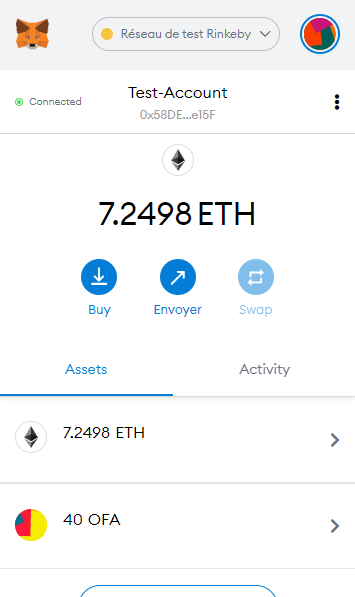 Réseau de test Rinkeby
Connected
Test-Account
0x58DE...e15F
7.2498 ETH
Buy
Envoyer
Swap
Assets
Activity
7.2498 ETH
40 OFA